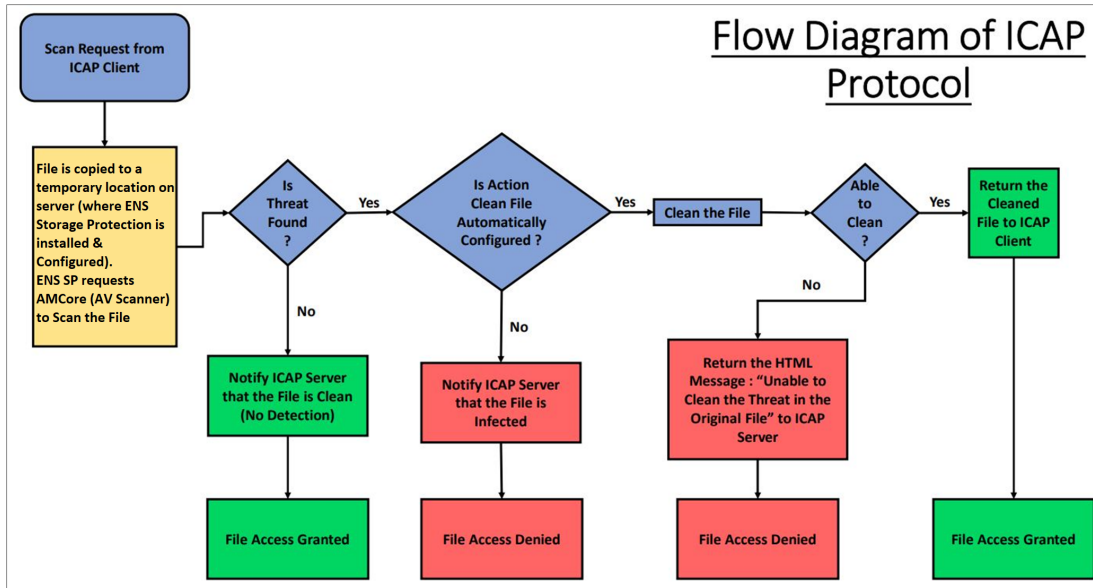 Flow Diagram of ICAP
Protocol
Scan Request from
ICAP Client
File is copied to a
temporary location on
server (where ENS
Storage Protection is
installed &
Configured).
ENS SP requests
AMCore (AV Scanner)
to Scan the File
Is
Threat
Found
?
Yes
Is Action
Clean File
Automatically
Configured ?
Yes
Clean the File
Able
to
Clean
?
Yes
Return the
Cleaned
File to ICAP
Client
No
No
No
Notify ICAP Server
that the File is Clean
(No Detection)
Notify ICAP Server
that the File is
Infected
Return the HTML
Message : “Unable to
Clean the Threat in the
Original File” to ICAP
Server
File Access Granted
File Access Denied
File Access Denied
File Access Granted